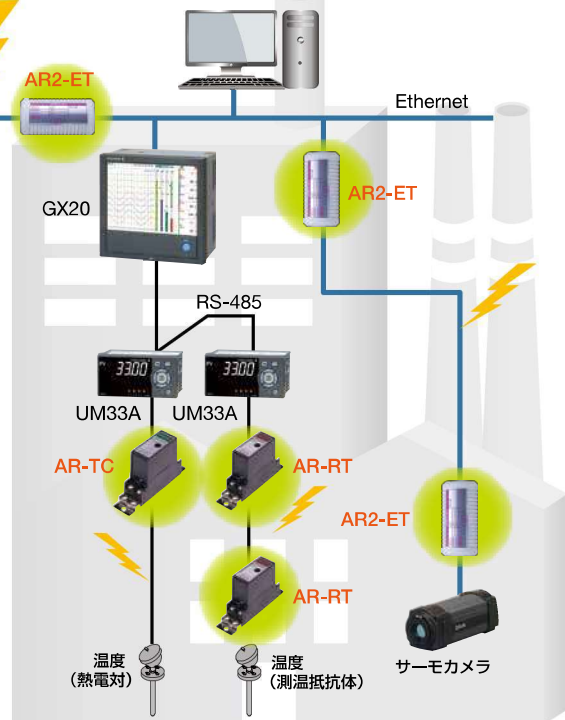 AR2-ET
Ethernet
AR2-ET
GX20
RS-485
3300
3300
UM33A
UM33A
AR-TC
AR-RT
AR2-ET
AR-RT
温度
(熱電対)
温度
(測温抵抗体)
サーモカメラ